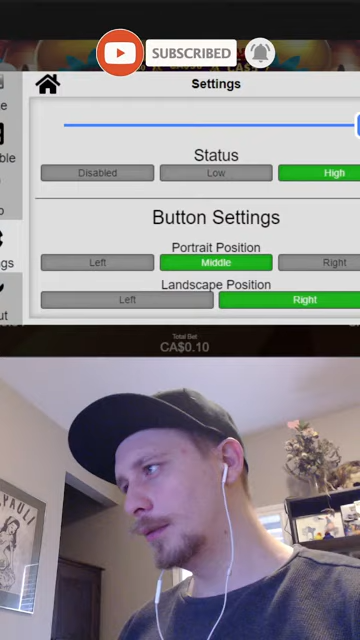 SUBSCRIBED
Settings
Status
Disabled Low High
Button Settings
Portrait Position
Left Middle Right
Landscape Position
Left Right
Total Bet
CA$0.10